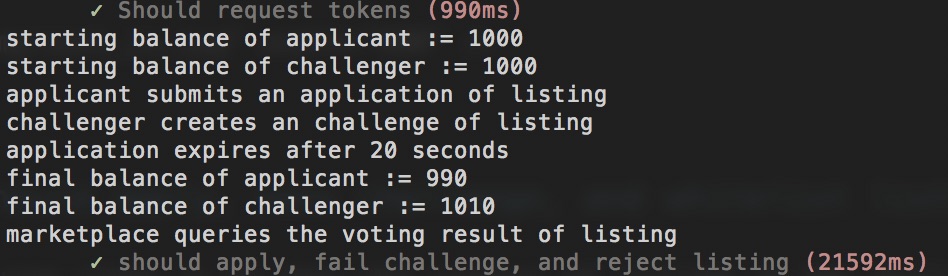 ✓ Should request tokens (990ms)
starting balance of applicant := 1000
starting balance of challenger := 1000
applicant submits an application of listing
challenger creates an challenge of listing
application expires after 20 seconds
final balance of applicant := 990
final balance of challenger := 1010
marketplace queries the voting result of listing
✓ should apply, fail challenge, and reject listing (21592ms)